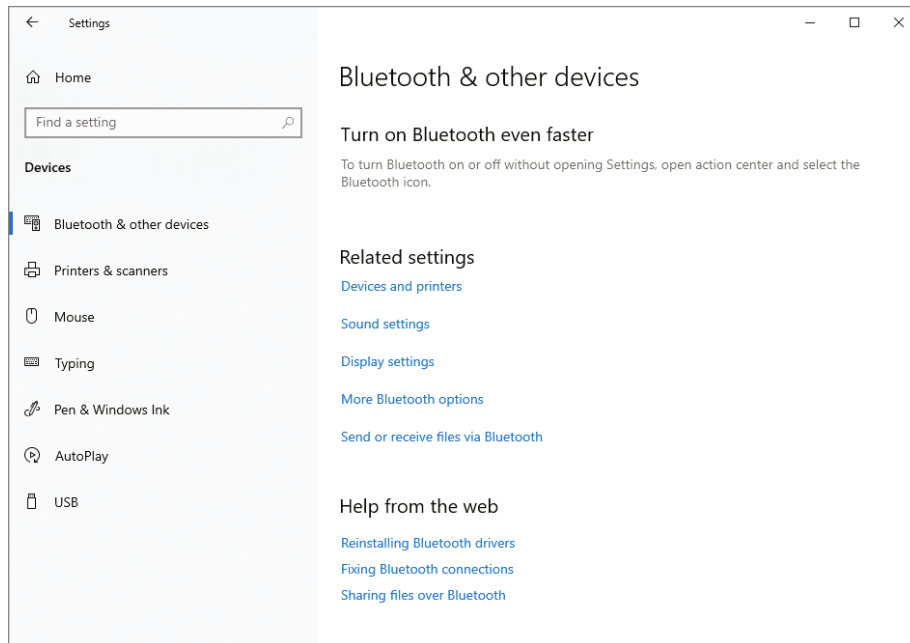 Settings
Home
Find a setting
Devices
Bluetooth & other devices
Printers & scanners
Mouse
Typing
Pen & Windows Ink
AutoPlay
USB
Bluetooth & other devices
Turn on Bluetooth even faster
To turn Bluetooth on or off without opening Settings, open action center and select the
Bluetooth icon.
Related settings
Devices and printers
Sound settings
Display settings
More Bluetooth options
Send or receive files via Bluetooth
Help from the web
Reinstalling Bluetooth drivers
Fixing Bluetooth connections
Sharing files over Bluetooth